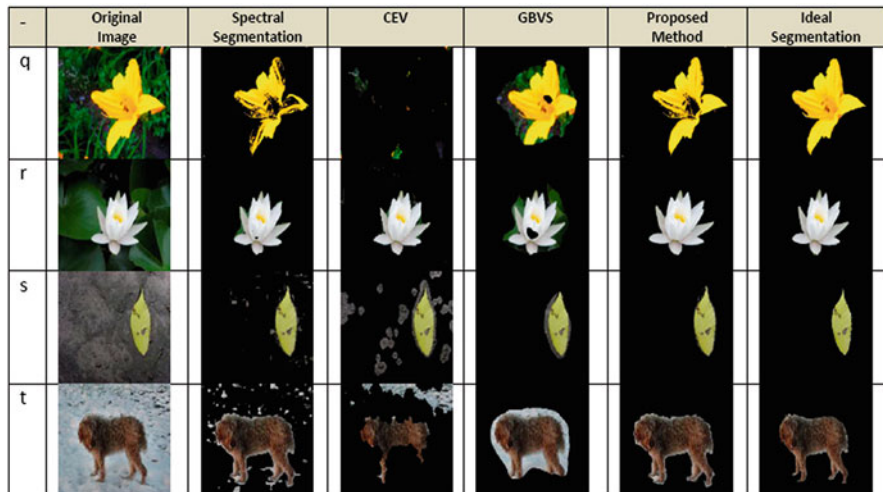 -
Original Image
Spectral Segmentation
CEV
GBVS
Proposed Method
Ideal Segmentation
q
r
s
t